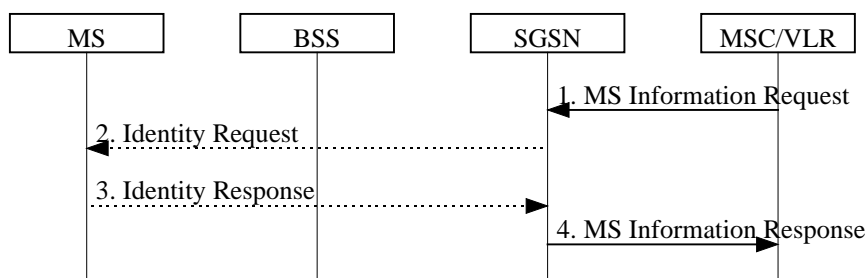 MS BSS SGSN MSC/VLR
1. MS Information Request
2. Identity Request
3. Identity Response
4. MS Information Response